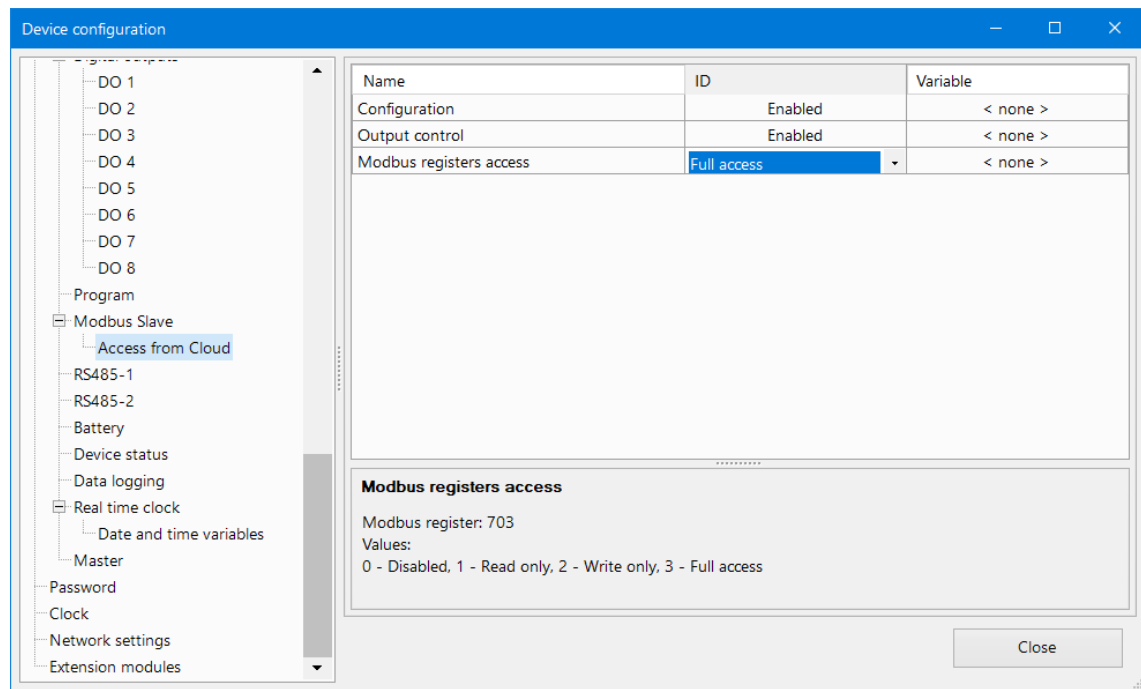 Device configuration
DO 1
DO 2
DO 3
DO 4
DO 5
DO 6
DO 7
DO 8
Program
Modbus Slave
Access from Cloud
RS485-1
RS485-2
Battery
Device status
Data logging
Real time clock
Date and time variables
Master
Password
Clock
Network settings
Extension modules
Name ID Variable
Configuration Enabled < none >
Output control Enabled < none >
Modbus registers access Full access < none >
Modbus registers access
Modbus register: 703
Values:
0 - Disabled, 1 - Read only, 2 - Write only, 3 - Full access
Close